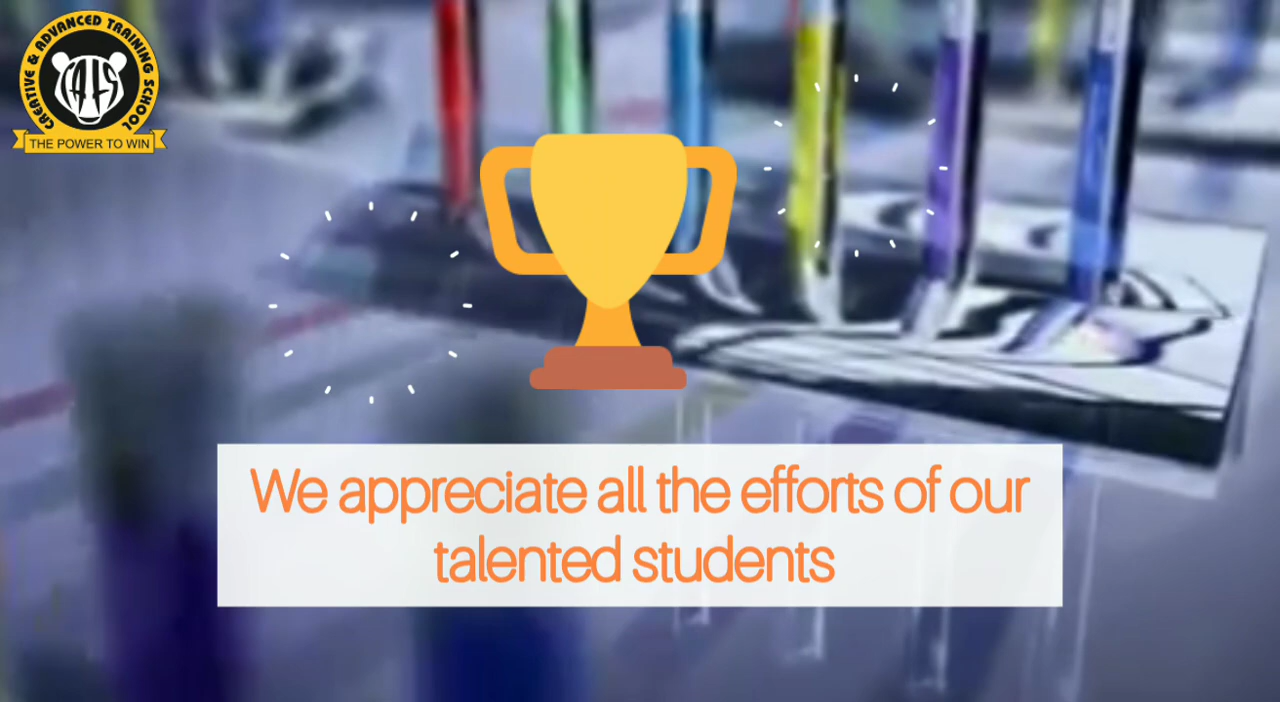 CREATIVE & ADVANCED TRAINING SCHOOL
CATS
THE POWER TO WIN
We appreciate all the efforts of our
talented students